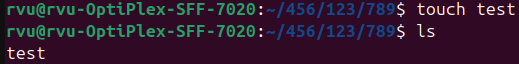 rvu@rvu-OptiPlex-SFF-7020:~/456/123/789$ touch test
rvu@rvu-OptiPlex-SFF-7020:~/456/123/789$ ls
test